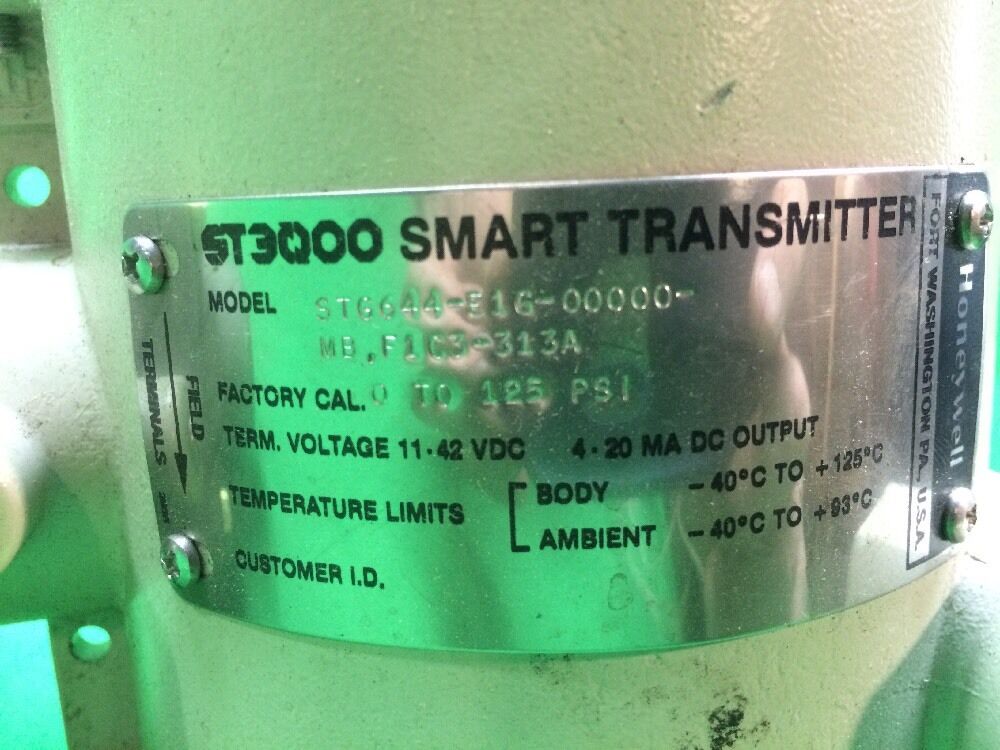 ST3000 SMART TRANSMITTER
MODEL STG644-E1G-00000-
MB,F1C3-313A
FACTORY CAL. 0 TO 125 PSI
TERM. VOLTAGE 11-42 VDC 4-20 MA DC OUTPUT
TEMPERATURE LIMITS
BODY -40°C TO +125°C
AMBIENT -40°C TO +93°C
CUSTOMER I.D.
FIELD
TERMINALS
Honeywell
FORT WASHINGTON PA., U.S.A.